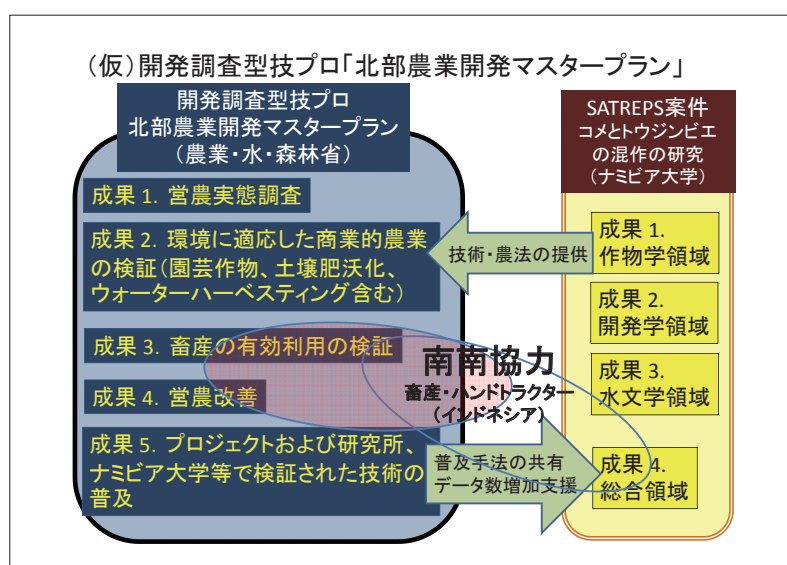 (仮)開発調査型技プロ「北部農業開発マスタープラン」
開発調査型技プロ
北部農業開発マスタープラン
(農業・水・森林省)
成果 1. 営農実態調査
成果 2. 環境に適応した商業的農業
の検証(園芸作物、土壌肥沃化、
ウォーターハーベスティング含む)
成果 3. 畜産の有効利用の検証
成果 4. 営農改善
成果 5. プロジェクトおよび研究所、
ナミビア大学等で検証された技術の
普及
技術・農法の提供
南南協力
畜産・ハンドトラクター
(インドネシア)
普及手法の共有
データ数増加支援
SATREPS案件
コメとトウジンビエ
の混作の研究
(ナミビア大学)
成果 1.
作物学領域
成果 2.
開発学領域
成果 3.
水文学領域
成果 4.
総合領域